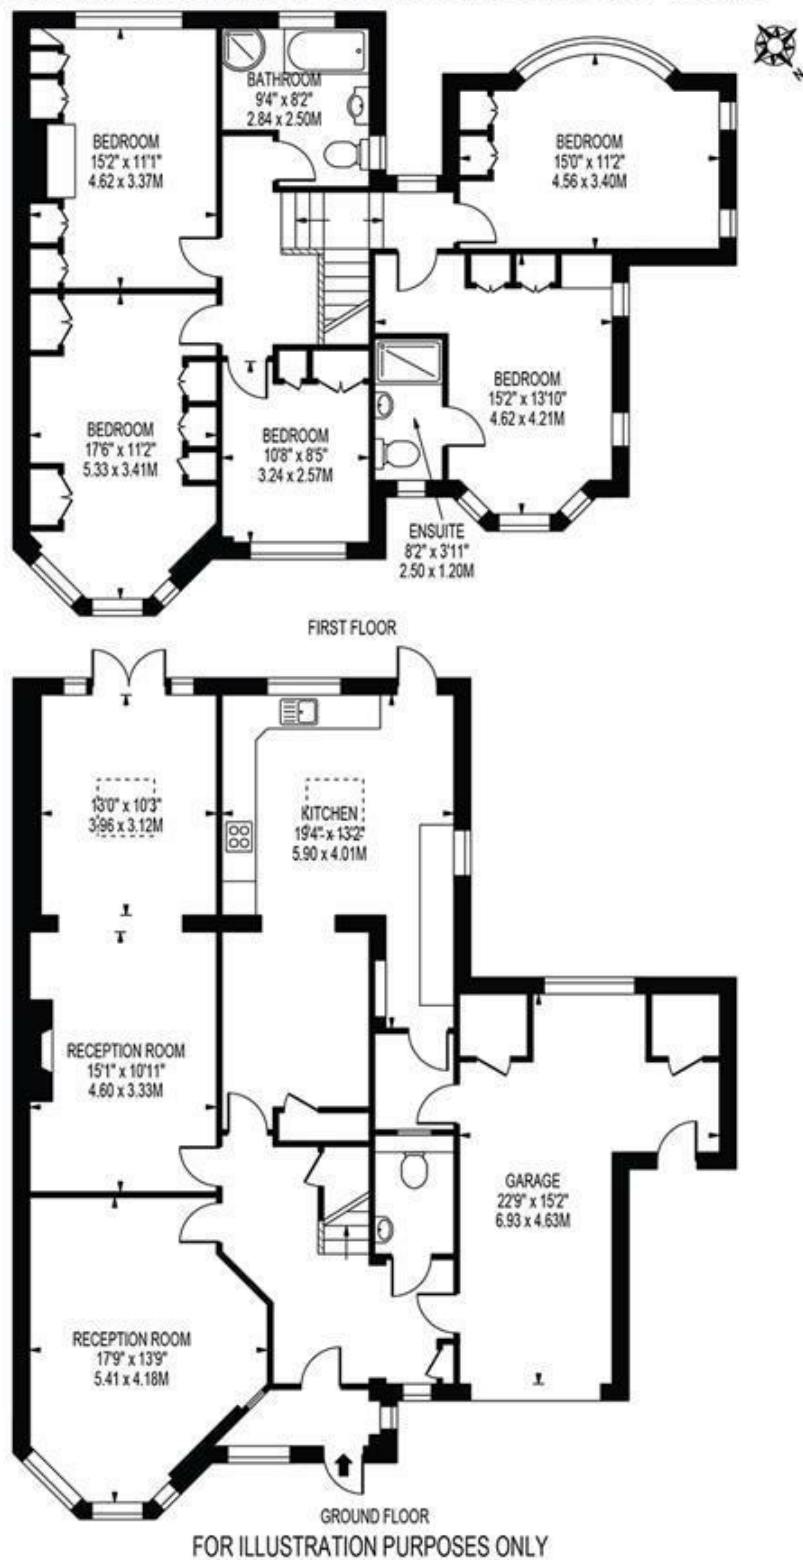 BATHROOM
9'4" x 8'2"
2.84 x 2.50M
BEDROOM
15'2" x 11'1"
4.62 x 3.37M
BEDROOM
15'0" x 11'2"
4.56 x 3.40M
N
BEDROOM
15'2" x 13'10"
4.62 x 4.21M
BEDROOM
17'6" x 11'2"
5.33 x 3.41M
BEDROOM
10'8" x 8'5"
3.24 x 2.57M
ENSUITE
8'2" x 3'11"
2.50 x 1.20M
FIRST FLOOR
13'0" x 10'3"
3.96 x 3.12M
KITCHEN
19'4" x 13'2"
5.90 x 4.01M
RECEPTION ROOM
15'1" x 10'11"
4.60 x 3.33M
GARAGE
22'9" x 15'2"
6.93 x 4.63M
RECEPTION ROOM
17'9" x 13'9"
5.41 x 4.18M
GROUND FLOOR
FOR ILLUSTRATION PURPOSES ONLY